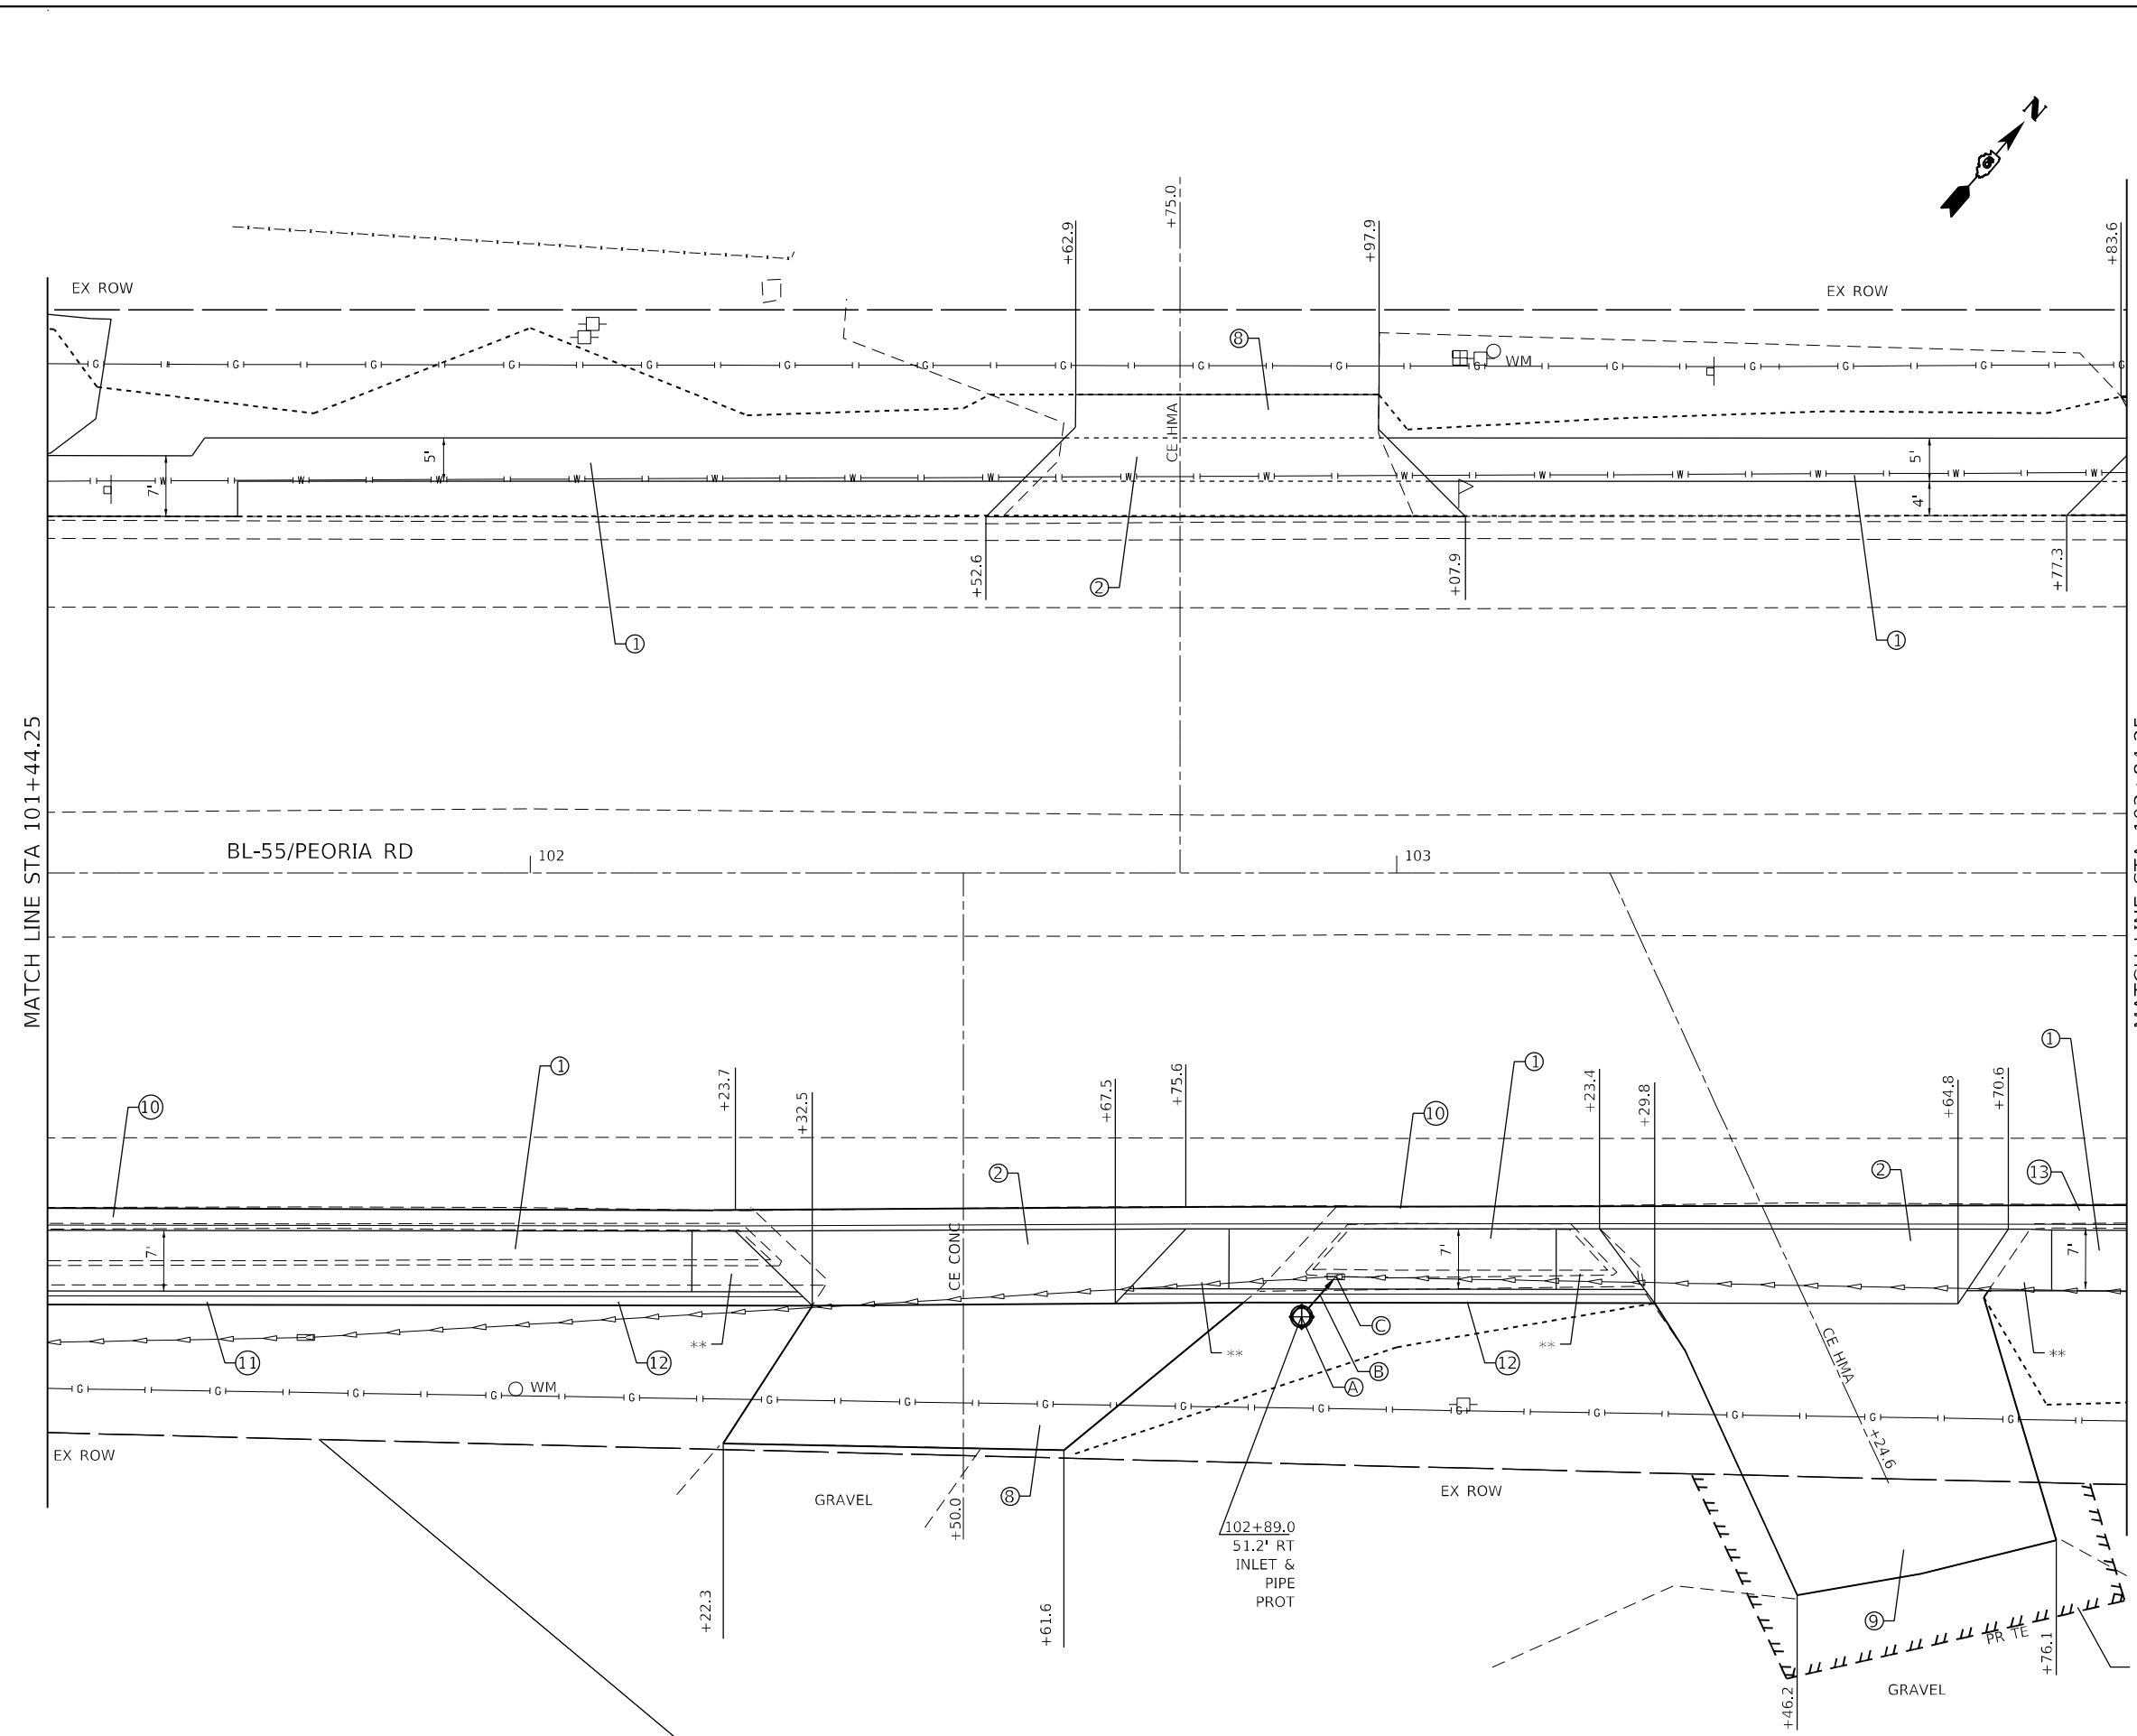 N
+75.0
+62.9
+97.9
+83.6
EX ROW
EX ROW
8
G G G G G G G G G G G G G G G G
WM
CE HMA
5'
5'
7'
W W W W W W W W W W W W W W W
4'
+52.6
2
+07.9
+77.3
1
1
MATCH LINE STA 101+44.25
BL-55/PEORIA RD
102
103
1
10
+23.7
+32.5
+67.5
+75.6
1
10
+23.4
+29.8
+64.8
+70.6
1
2
2
13
CE CONC
7'
7'
7'
11
12
**
**
C
B
A
12
**
**
CE HMA
G G G G G G G G G G G G G G G
WM
+24.6
EX ROW
GRAVEL
8
+50.0
EX ROW
102+89.0
51.2' RT
INLET &
PIPE
PROT
+22.3
+61.6
9
PR TE
+76.1
+46.2
GRAVEL